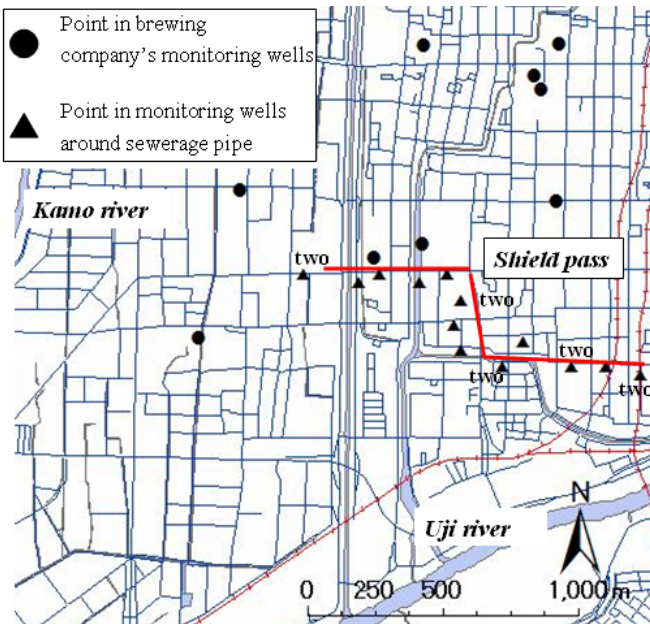 Point in brewing
company's monitoring wells
Point in monitoring wells
around sewerage pipe
Kamo river
two
Shield pass
two
two
two
two
N
Uji river
0 250 500 1,000 m